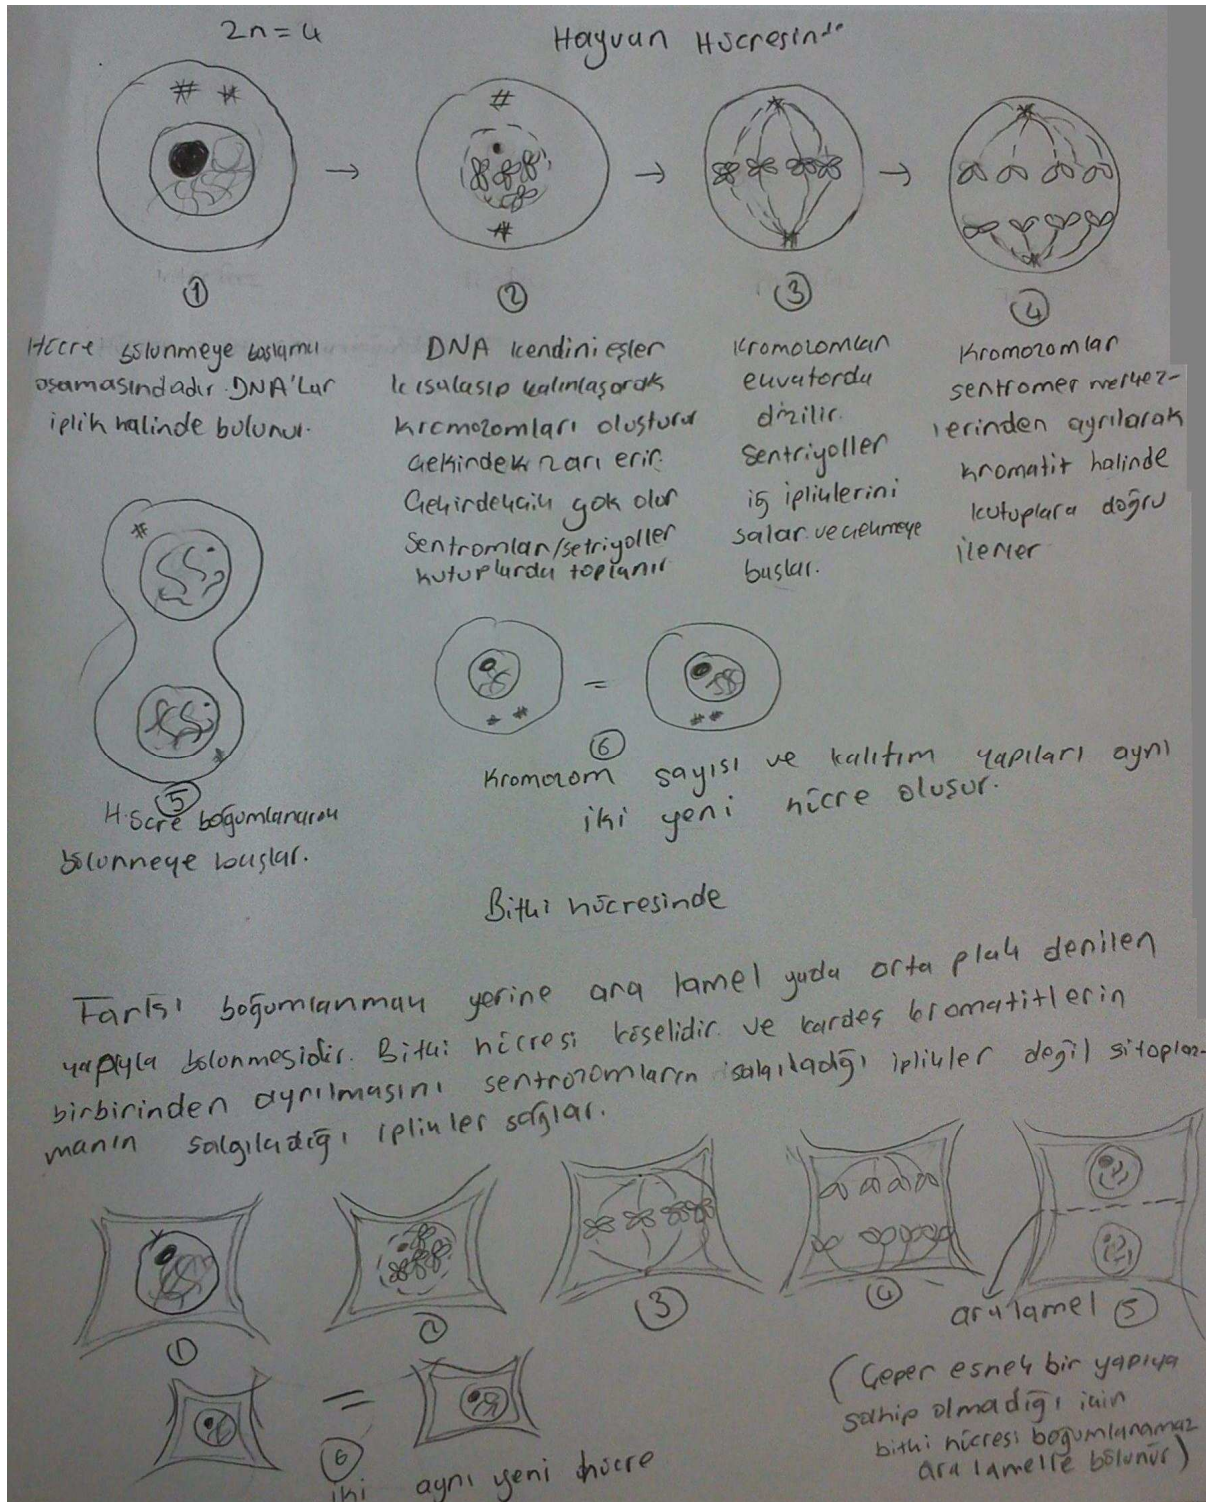 2n=4
Hayvan Hücresinde
①
②
③
④
Hücre bölünmeye başlama
aşamasındadır. DNA'Lar
iplik halinde bulunur.
DNA kendini eşler
kısalaşıp kalınlaşarak
kromozomları oluşturur
Çekirdek zarı erir.
Çekirdekçik yok olur
Sentromlar/setriyoller
kutuplarda toplanır
Kromozomlar
ekvatorda
dizilir.
Sentriyoller
iğ ipliklerini
salar ve çekmeye
başlar.
Kromozomlar
sentromer merkez-
lerinden ayrılarak
kromatit halinde
kutuplara doğru
ilerler
⑤
Hücre boğumlanarak
bölünmeye başlar.
=
⑥
Kromozom sayısı ve kalıtım yapıları aynı
iki yeni hücre oluşur.
Bitki hücresinde
Farkı boğumlanmak yerine ara lamel yada orta plak denilen
yapıyla bölünmesidir. Bitki hücresi köşelidir ve kardeş kromatitlerin
birbirinden ayrılmasını sentrozomların salgıladığı iplikler değil sitoplaz-
manın salgıladığı iplikler sağlar.
①
②
③
④
ara lamel ⑤
=
⑥
iki aynı yeni hücre
(Çeper esnek bir yapıya
sahip olmadığı için
bitki hücresi boğumlanamaz
ara lamelle bölünür)